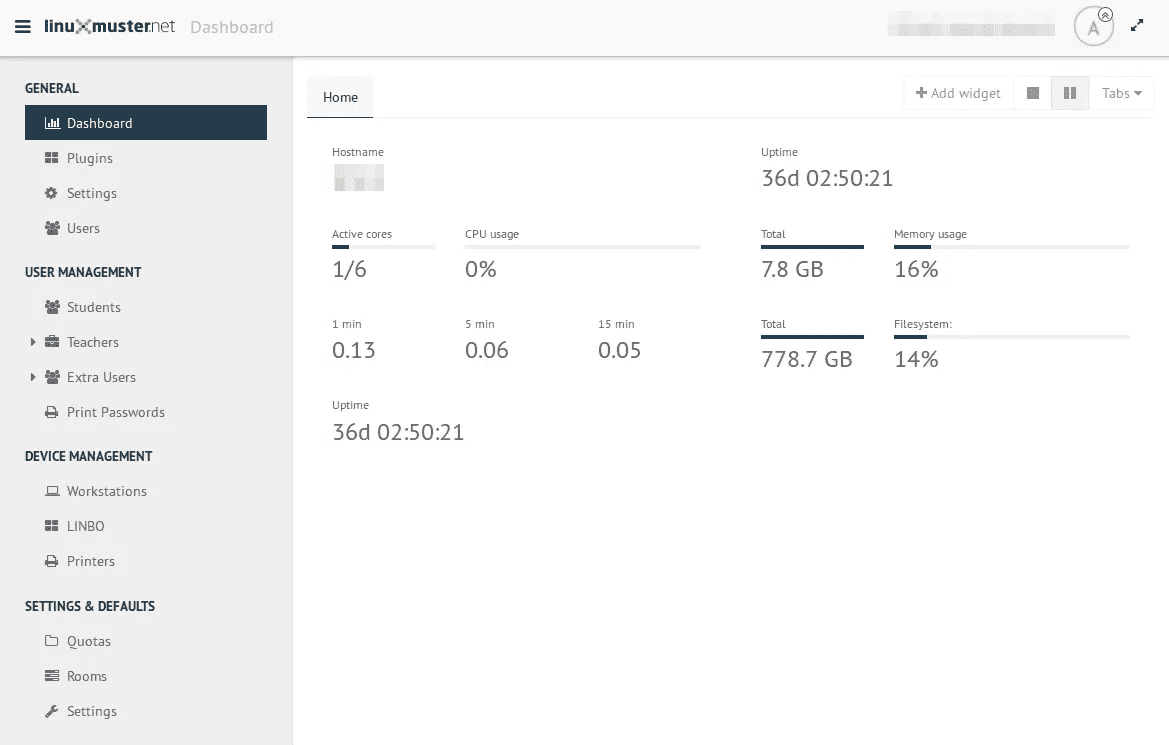 linuxmuster.net Dashboard
A
GENERAL
Dashboard
Plugins
Settings
Users
USER MANAGEMENT
Students
Teachers
Extra Users
Print Passwords
DEVICE MANAGEMENT
Workstations
LINBO
Printers
SETTINGS & DEFAULTS
Quotas
Rooms
Settings
Home
Add widget
Tabs
Hostname
Uptime
36d 02:50:21
Active cores CPU usage
1/6 0%
Total Memory usage
7.8 GB 16%
1 min 5 min 15 min
0.13 0.06 0.05
Total Filesystem:
778.7 GB 14%
Uptime
36d 02:50:21